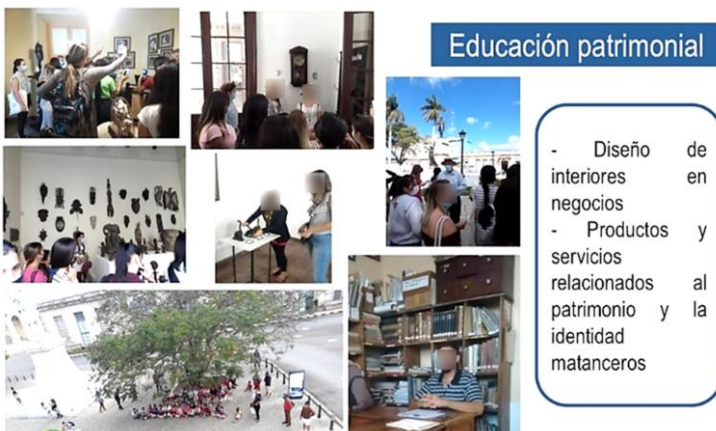 Educación patrimonial
- Diseño de
interiores en
negocios
- Productos y
servicios
relacionados al
patrimonio y la
identidad
matanceros